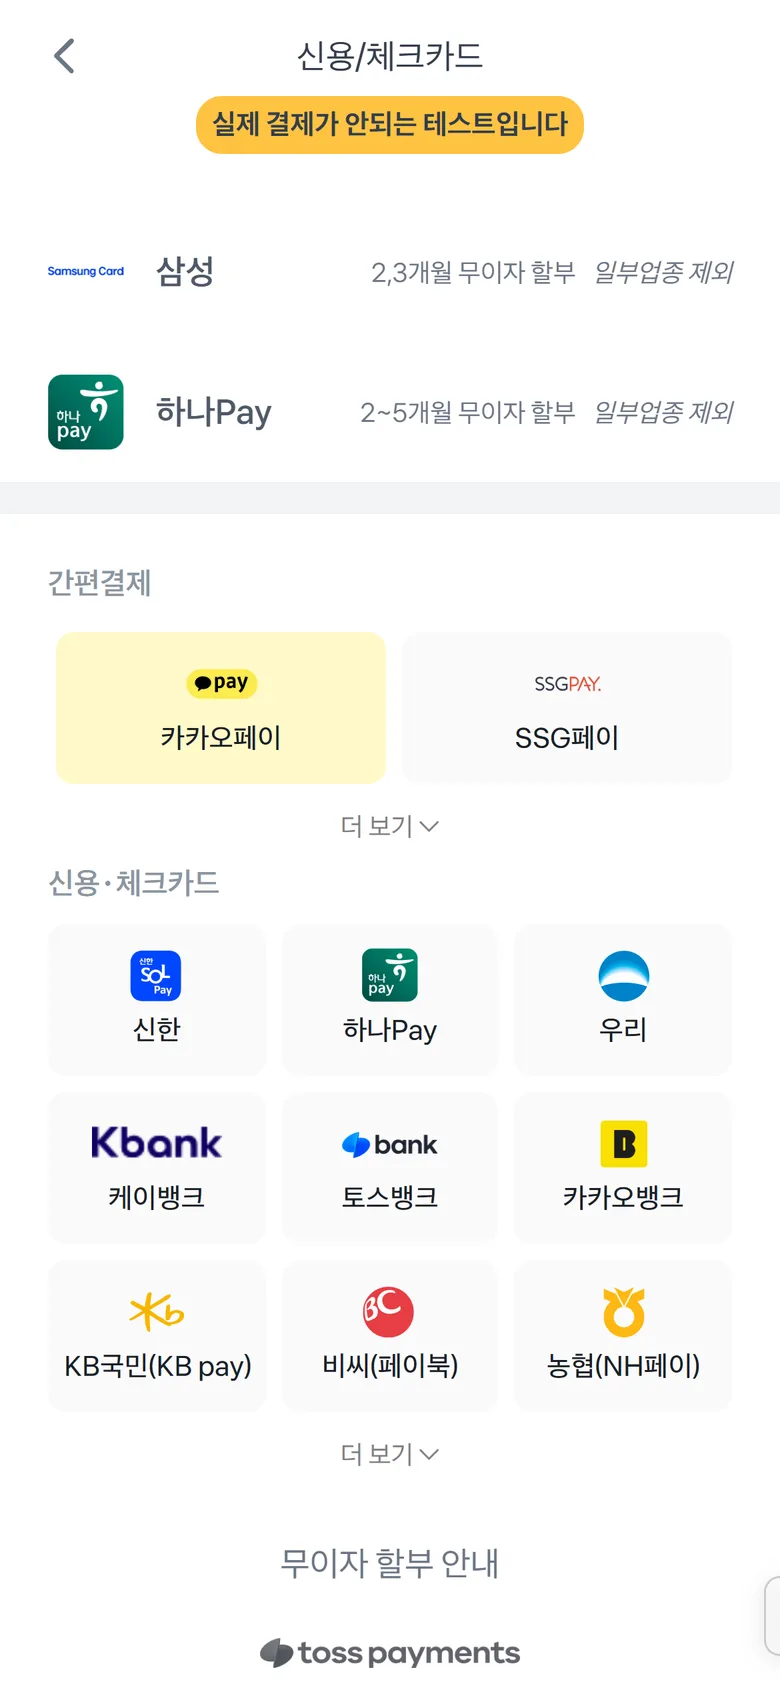 신용/체크카드
실제 결제가 안되는 테스트입니다
Samsung Card 삼성 2,3개월 무이자 할부 일부업종 제외
하나 pay 하나Pay 2~5개월 무이자 할부 일부업종 제외
간편결제
pay SSGPAY.
카카오페이 SSG페이
더 보기
신용·체크카드
신한 SOL Pay 하나 pay
신한 하나Pay 우리
Kbank bank B
케이뱅크 토스뱅크 카카오뱅크
Kb BC
KB국민(KB pay) 비씨(페이북) 농협(NH페이)
더 보기
무이자 할부 안내
toss payments